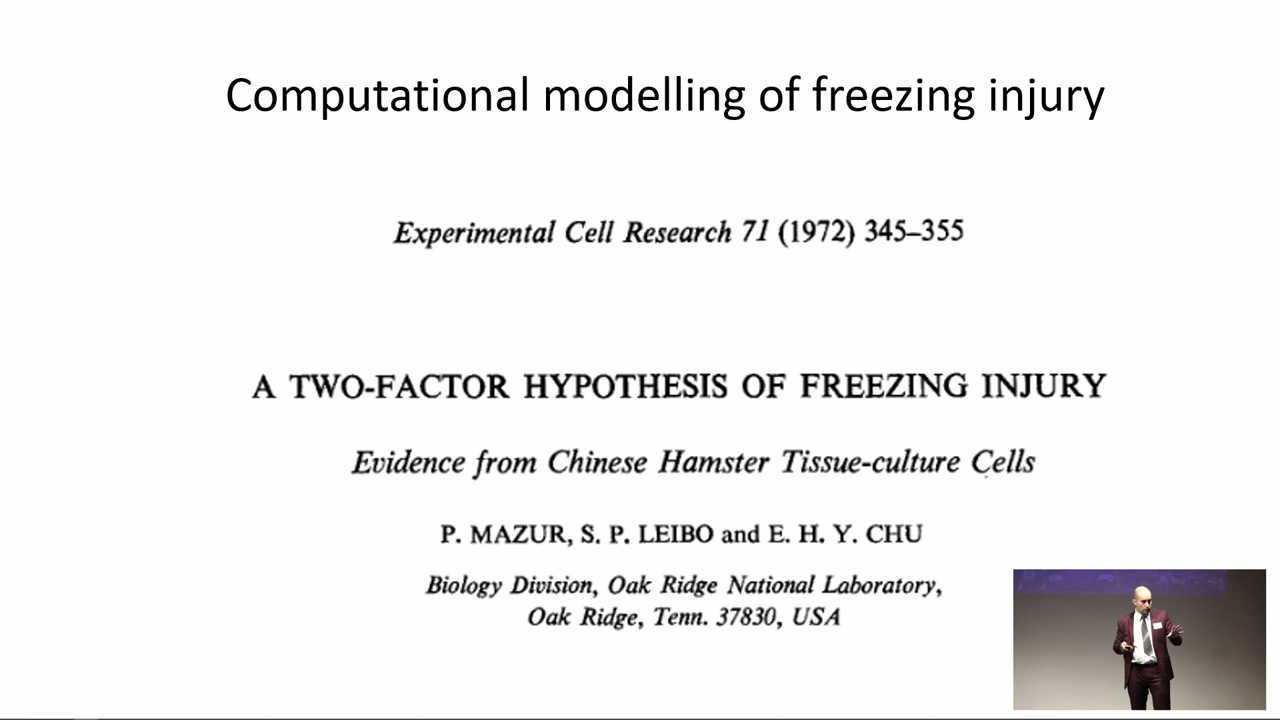 Computational modelling of freezing injury
Experimental Cell Research 71 (1972) 345–355
A TWO-FACTOR HYPOTHESIS OF FREEZING INJURY
Evidence from Chinese Hamster Tissue-culture Cells
P. MAZUR, S. P. LEIBO and E. H. Y. CHU
Biology Division, Oak Ridge National Laboratory,
Oak Ridge, Tenn. 37830, USA